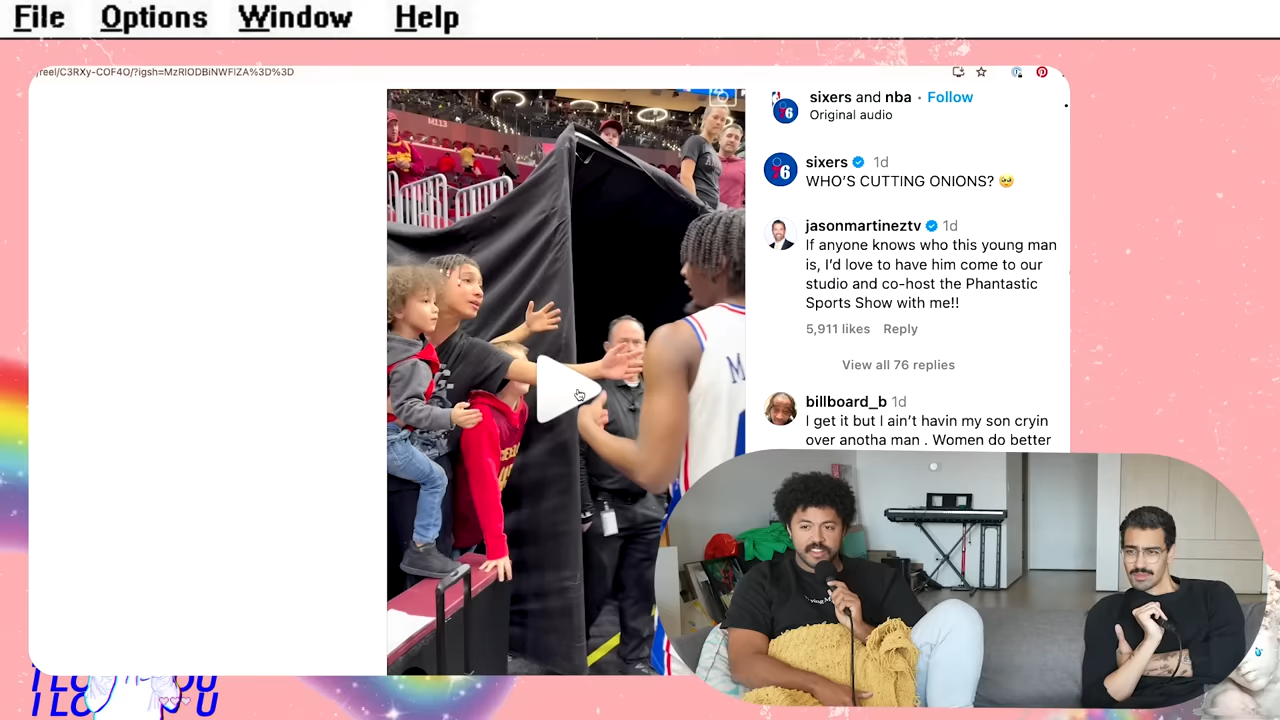 File Options Window Help
/reel/C3RXy-COF4O/?igsh=MzRlODBiNWFlZA%3D%3D
sixers and nba • Follow
Original audio
sixers 1d
WHO'S CUTTING ONIONS? 🥹
jasonmartineztv 1d
If anyone knows who this young man
is, I'd love to have him come to our
studio and co-host the Phantastic
Sports Show with me!!
5,911 likes Reply
View all 76 replies
billboard_b 1d
I get it but I ain't havin my son cryin
over anotha man . Women do better
76
76
M